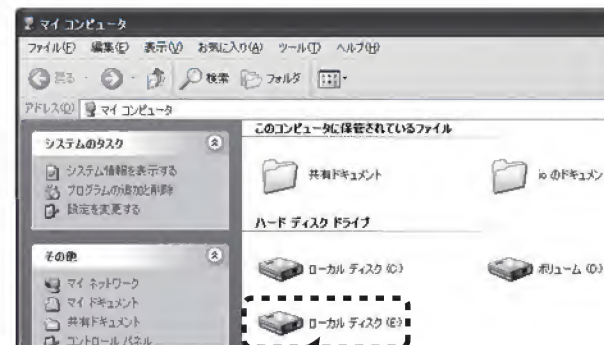 マイ コンピュータ
ファイル(F) 編集(E) 表示(V) お気に入り(A) ツール(T) ヘルプ(H)
戻る 検索 フォルダ
アドレス(D) マイ コンピュータ
システムのタスク
システム情報を表示する
プログラムの追加と削除
設定を変更する
その他
マイ ネットワーク
マイ ドキュメント
共有ドキュメント
コントロール パネル
このコンピュータに保管されているファイル
共有ドキュメント
io のドキュメン
ハード ディスク ドライブ
ローカル ディスク (C:)
ボリューム (D:)
ローカル ディスク (E:)